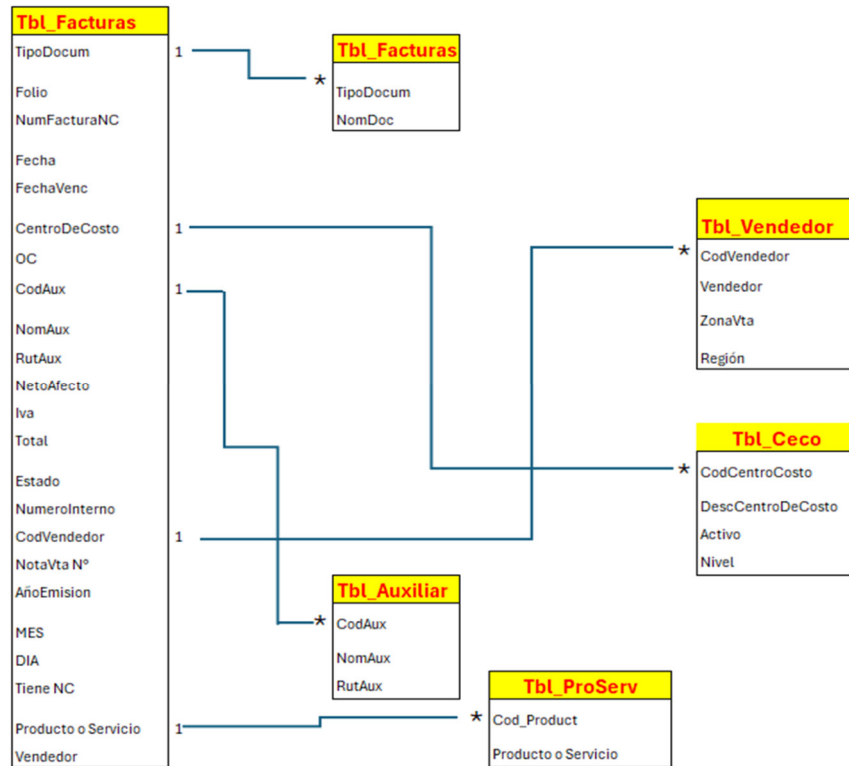 Tbl_Facturas
TipoDocum 1
Folio
NumFacturaNC
Fecha
FechaVenc
CentroDeCosto 1
OC
CodAux 1
NomAux
RutAux
NetoAfecto
Iva
Total
Estado
NumeroInterno
CodVendedor 1
NotaVta N°
AñoEmision
MES
DIA
Tiene NC
Producto o Servicio 1
Vendedor
Tbl_Facturas
* TipoDocum
NomDoc
Tbl_Vendedor
* CodVendedor
Vendedor
ZonaVta
Región
Tbl_Ceco
* CodCentroCosto
DescCentroDeCosto
Activo
Nivel
Tbl_Auxiliar
* CodAux
NomAux
RutAux
Tbl_ProServ
* Cod_Product
Producto o Servicio